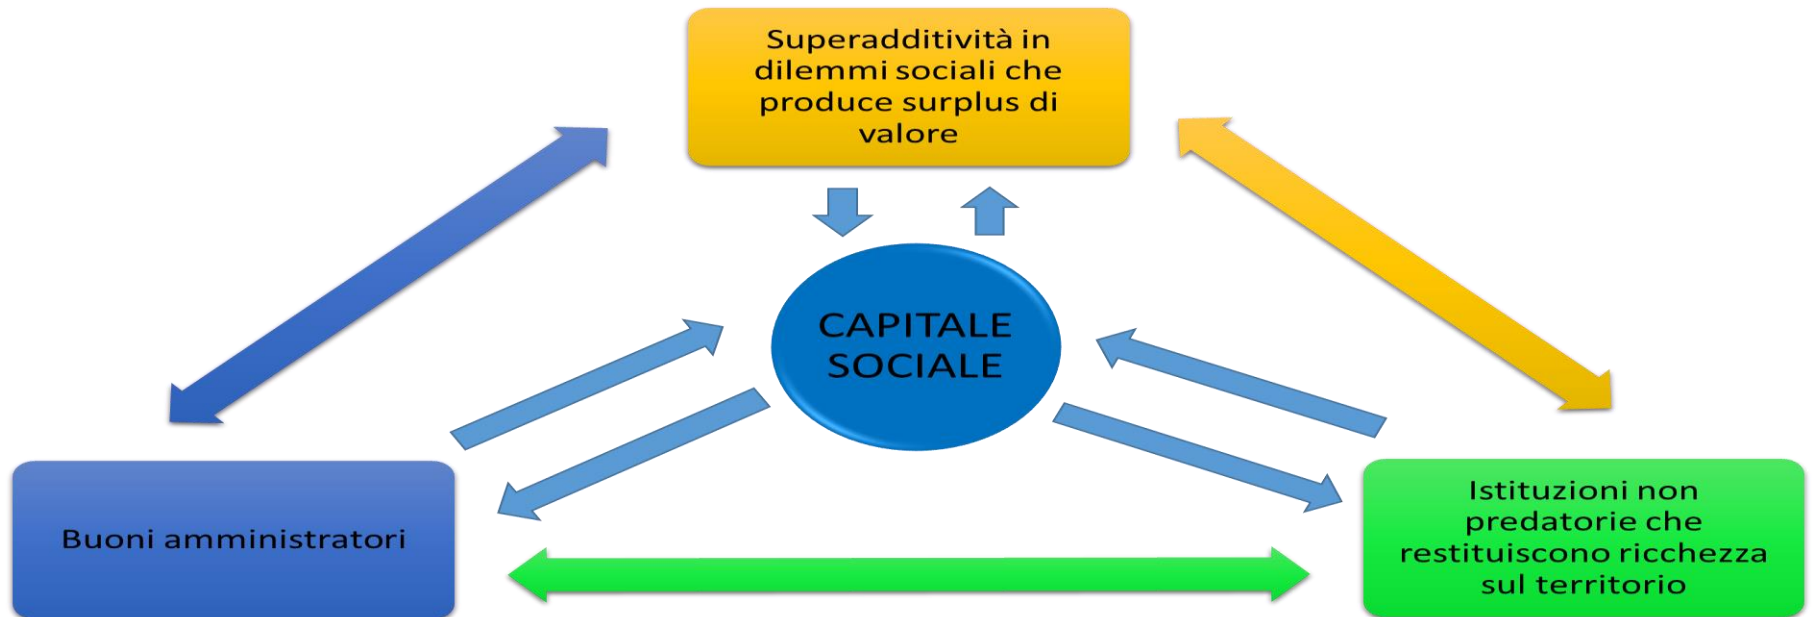 Superadditività in
dilemmi sociali che
produce surplus di
valore
CAPITALE
SOCIALE
Buoni amministratori
Istituzioni non
predatorie che
restituiscono ricchezza
sul territorio